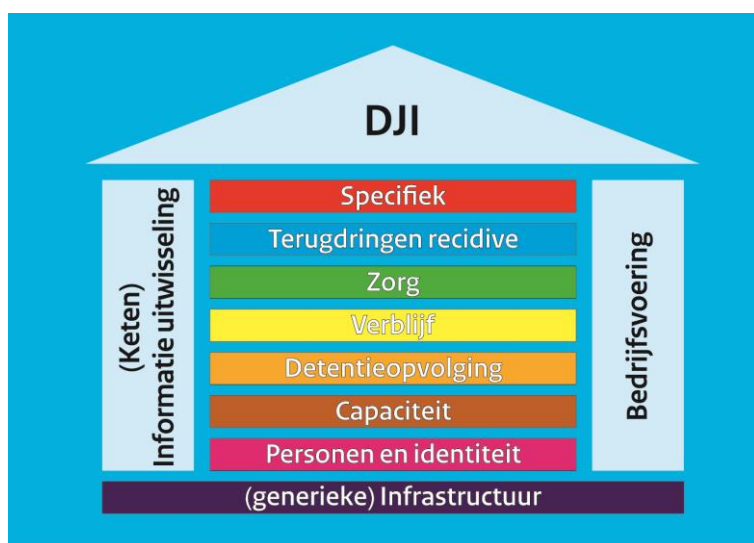 DJI
(Keten)
Informatie uitwisseling
Specifiek
Terugdringen recidive
Zorg
Verblijf
Detentieopvolging
Capaciteit
Personen en identiteit
Bedrijfsvoering
(generieke) Infrastructuur